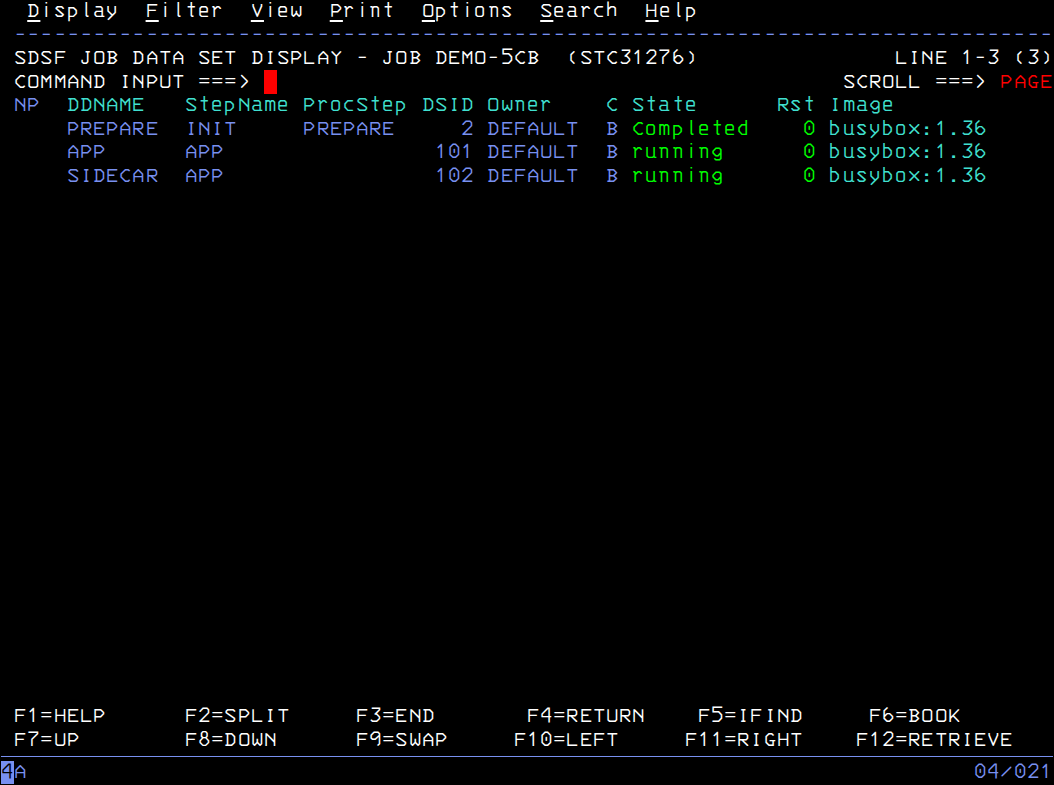 Display Filter View Print Options Search Help
-------------------------------------------------------------------------------
SDSF JOB DATA SET DISPLAY - JOB DEMO-5CB (STC31276) LINE 1-3 (3)
COMMAND INPUT ===> SCROLL ===> PAGE
NP DDNAME StepName ProcStep DSID Owner C State Rst Image
PREPARE INIT PREPARE 2 DEFAULT B Completed 0 busybox:1.36
APP APP 101 DEFAULT B running 0 busybox:1.36
SIDECAR APP 102 DEFAULT B running 0 busybox:1.36
F1=HELP F2=SPLIT F3=END F4=RETURN F5=IFIND F6=BOOK
F7=UP F8=DOWN F9=SWAP F10=LEFT F11=RIGHT F12=RETRIEVE
4A 04/021